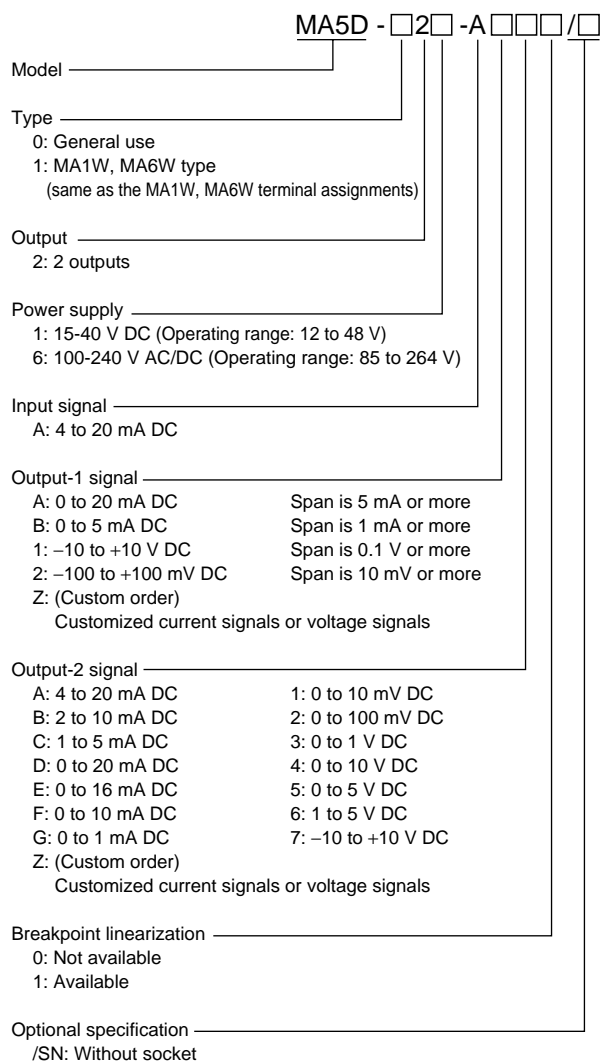 MA5D - □2□ -A□□□/□
Model
Type
0: General use
1: MA1W, MA6W type
(same as the MA1W, MA6W terminal assignments)
Output
2: 2 outputs
Power supply
1: 15-40 V DC (Operating range: 12 to 48 V)
6: 100-240 V AC/DC (Operating range: 85 to 264 V)
Input signal
A: 4 to 20 mA DC
Output-1 signal
A: 0 to 20 mA DC Span is 5 mA or more
B: 0 to 5 mA DC Span is 1 mA or more
1: −10 to +10 V DC Span is 0.1 V or more
2: −100 to +100 mV DC Span is 10 mV or more
Z: (Custom order)
Customized current signals or voltage signals
Output-2 signal
A: 4 to 20 mA DC 1: 0 to 10 mV DC
B: 2 to 10 mA DC 2: 0 to 100 mV DC
C: 1 to 5 mA DC 3: 0 to 1 V DC
D: 0 to 20 mA DC 4: 0 to 10 V DC
E: 0 to 16 mA DC 5: 0 to 5 V DC
F: 0 to 10 mA DC 6: 1 to 5 V DC
G: 0 to 1 mA DC 7: −10 to +10 V DC
Z: (Custom order)
Customized current signals or voltage signals
Breakpoint linearization
0: Not available
1: Available
Optional specification
/SN: Without socket